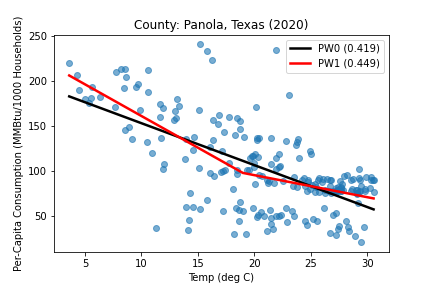 County: Panola, Texas (2020)
Per-Capita Consumption (MMBtu/1000 Households)
250
200
150
100
50
PW0 (0.419)
PW1 (0.449)
5 10 15 20 25 30
Temp (deg C)